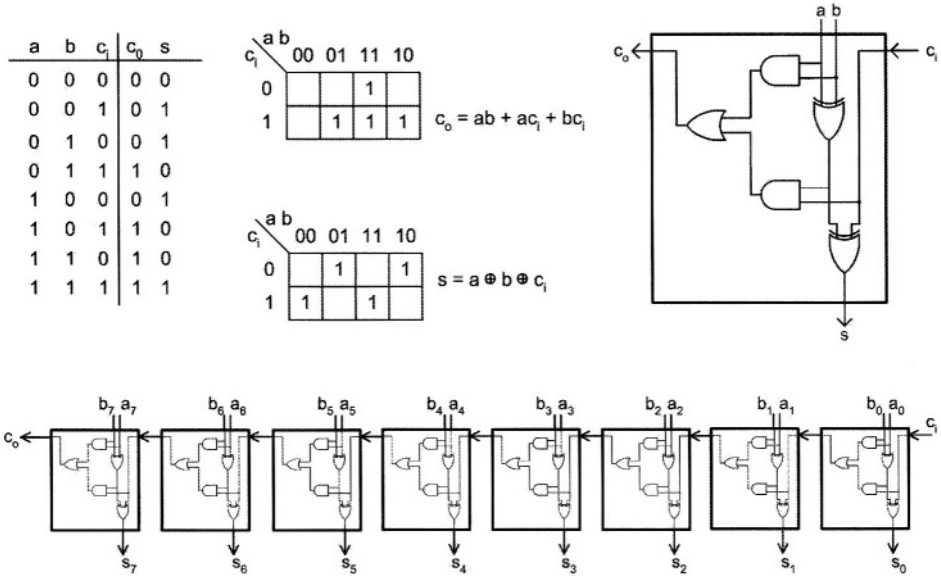 a b cᵢ c₀ s
0 0 0 0 0
0 0 1 0 1
0 1 0 0 1
0 1 1 1 0
1 0 0 0 1
1 0 1 1 0
1 1 0 1 0
1 1 1 1 1
a b
cᵢ 00 01 11 10
0 1
1 1 1 1
cₒ = ab + acᵢ + bcᵢ
a b
cᵢ 00 01 11 10
0 1 1
1 1 1
s = a ⊕ b ⊕ cᵢ
a b
cₒ cᵢ
s
b₇ a₇ b₆ a₆ b₅ a₅ b₄ a₄ b₃ a₃ b₂ a₂ b₁ a₁ b₀ a₀
cₒ cᵢ
s₇ s₆ s₅ s₄ s₃ s₂ s₁ s₀